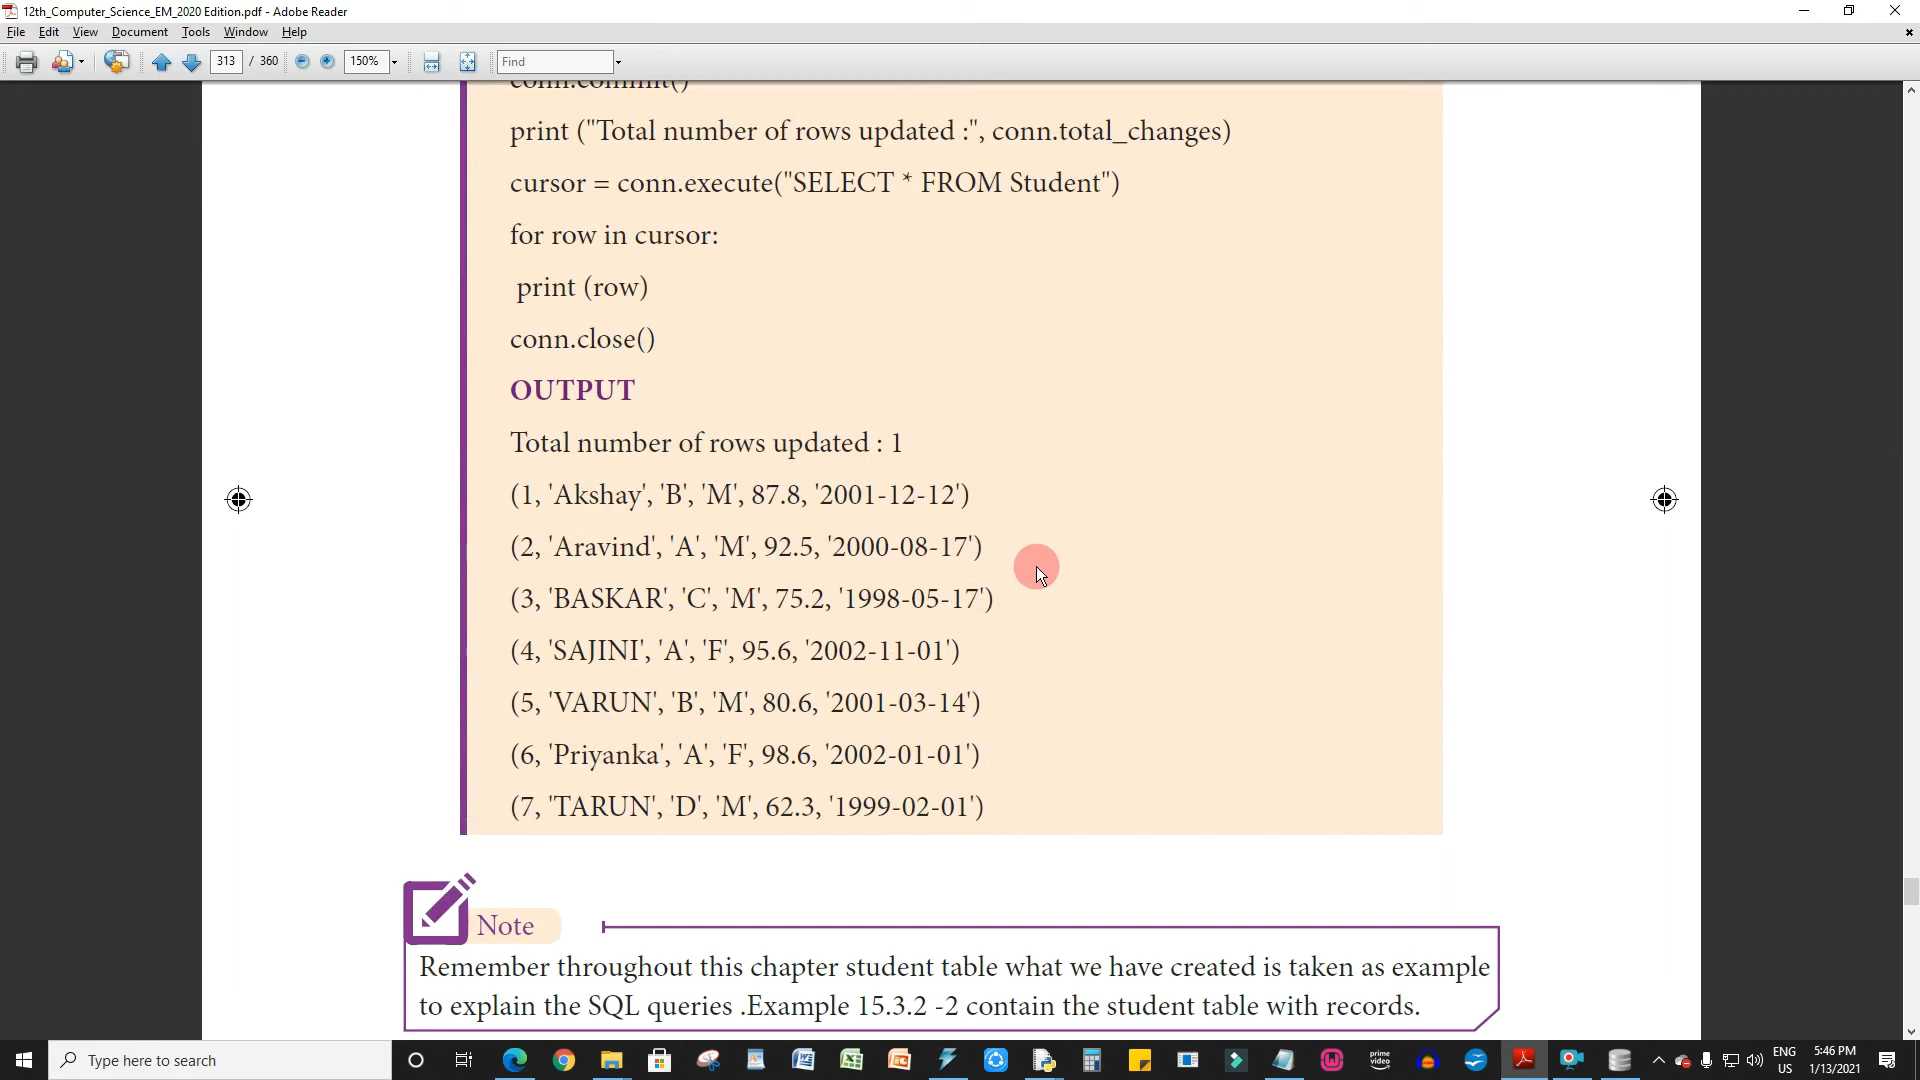 12th_Computer_Science_EM_2020 Edition.pdf - Adobe Reader
File Edit View Document Tools Window Help
313 / 360 150% Find
conn.commit()
print ("Total number of rows updated :", conn.total_changes)
cursor = conn.execute("SELECT * FROM Student")
for row in cursor:
print (row)
conn.close()
OUTPUT
Total number of rows updated : 1
(1, 'Akshay', 'B', 'M', 87.8, '2001-12-12')
(2, 'Aravind', 'A', 'M', 92.5, '2000-08-17')
(3, 'BASKAR', 'C', 'M', 75.2, '1998-05-17')
(4, 'SAJINI', 'A', 'F', 95.6, '2002-11-01')
(5, 'VARUN', 'B', 'M', 80.6, '2001-03-14')
(6, 'Priyanka', 'A', 'F', 98.6, '2002-01-01')
(7, 'TARUN', 'D', 'M', 62.3, '1999-02-01')
Note
Remember throughout this chapter student table what we have created is taken as example
to explain the SQL queries .Example 15.3.2 -2 contain the student table with records.
Type here to search
prime video
ENG 5:46 PM
US 1/13/2021